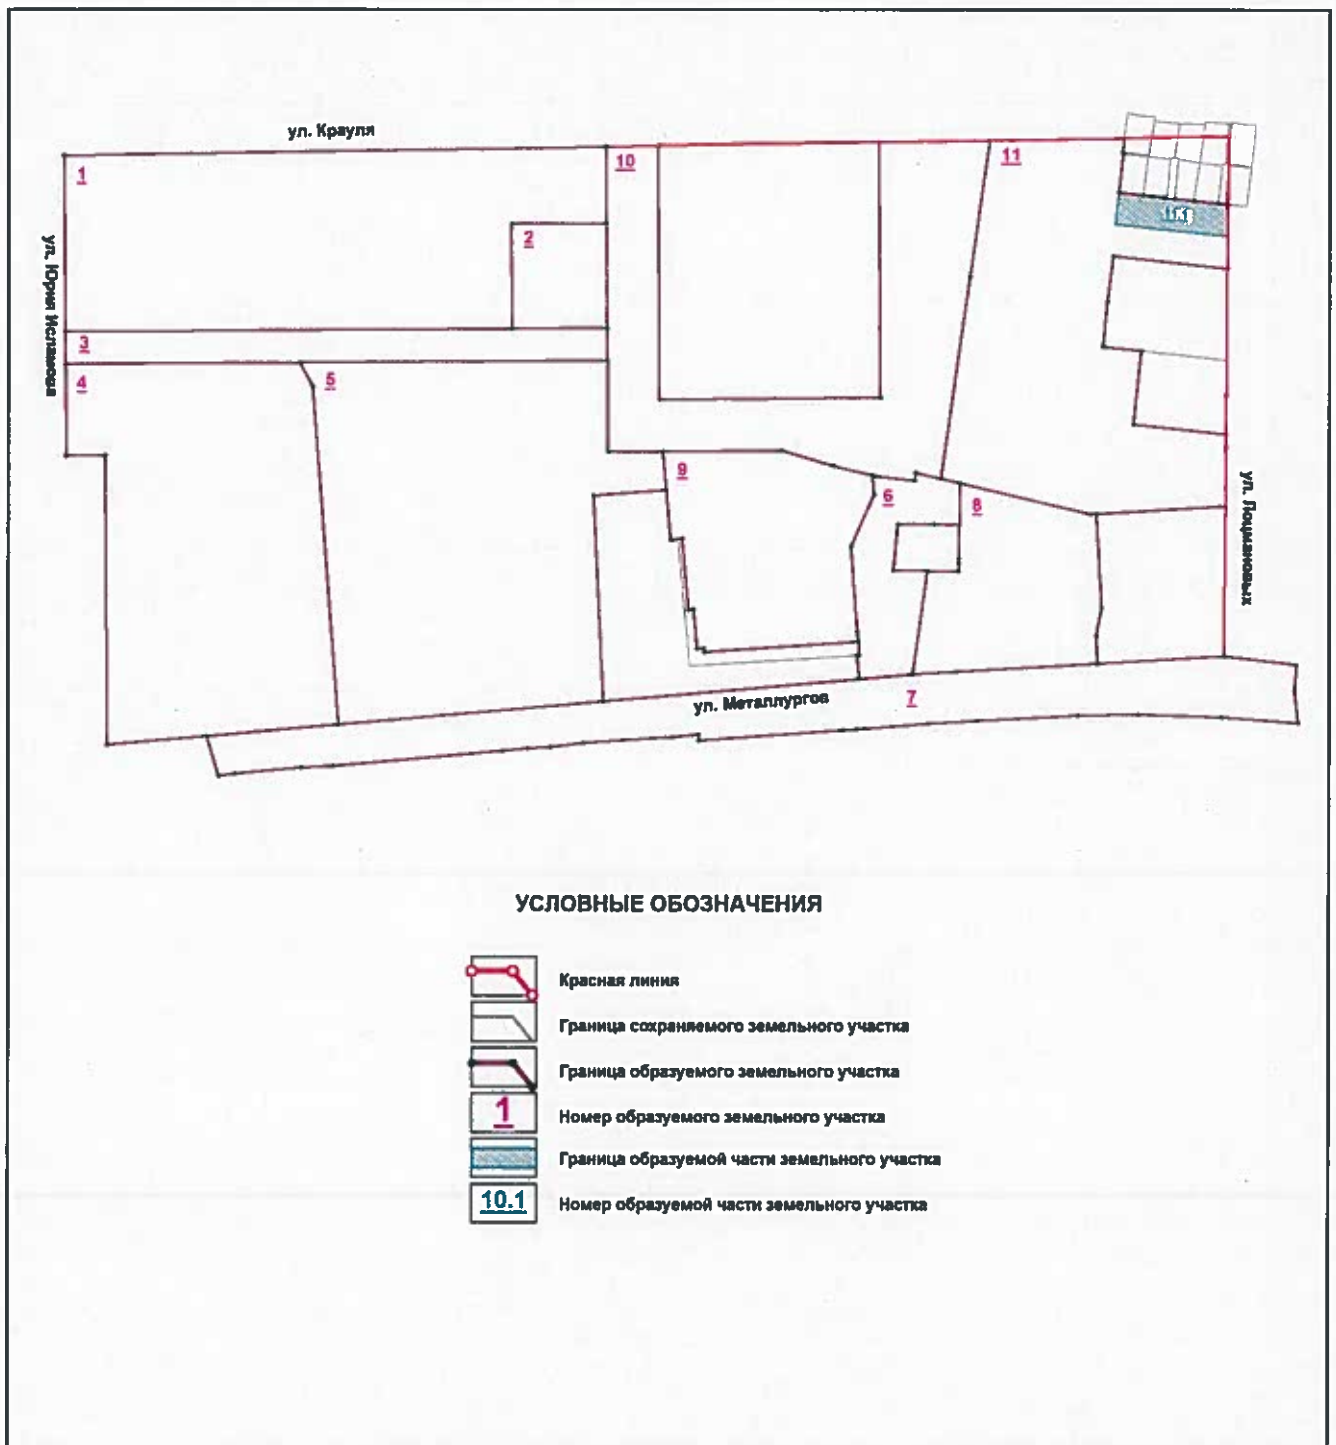 ул. Крауля
1
10
11
2
ул. Юрия Исламова
3
4
5
9
6
8
ул. Лоцмановых
ул. Металлургов
7
УСЛОВНЫЕ ОБОЗНАЧЕНИЯ
Красная линия
Граница сохраняемого земельного участка
Граница образуемого земельного участка
1 Номер образуемого земельного участка
Граница образуемой части земельного участка
10.1 Номер образуемой части земельного участка